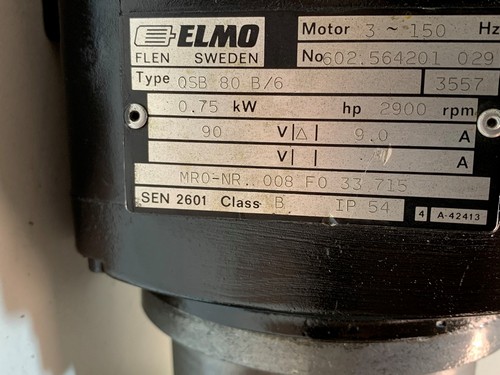 ELMO
FLEN SWEDEN
Motor 3 ~ 150 Hz
No 602.564201 029
Type QSB 80 B/6 3557
0.75 kW hp 2900 rpm
90 V △ 9.0 A
V A
MRO-NR. 008 F0 33.715
SEN 2601 Class B IP 54
4 A-42413